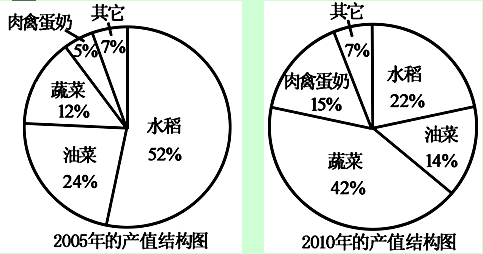 其它
7%
肉禽蛋奶
5%
蔬菜
12%
水稻
52%
油菜
24%
2005年的产值结构图
其它
7%
肉禽蛋奶
15%
水稻
22%
油菜
14%
蔬菜
42%
2010年的产值结构图